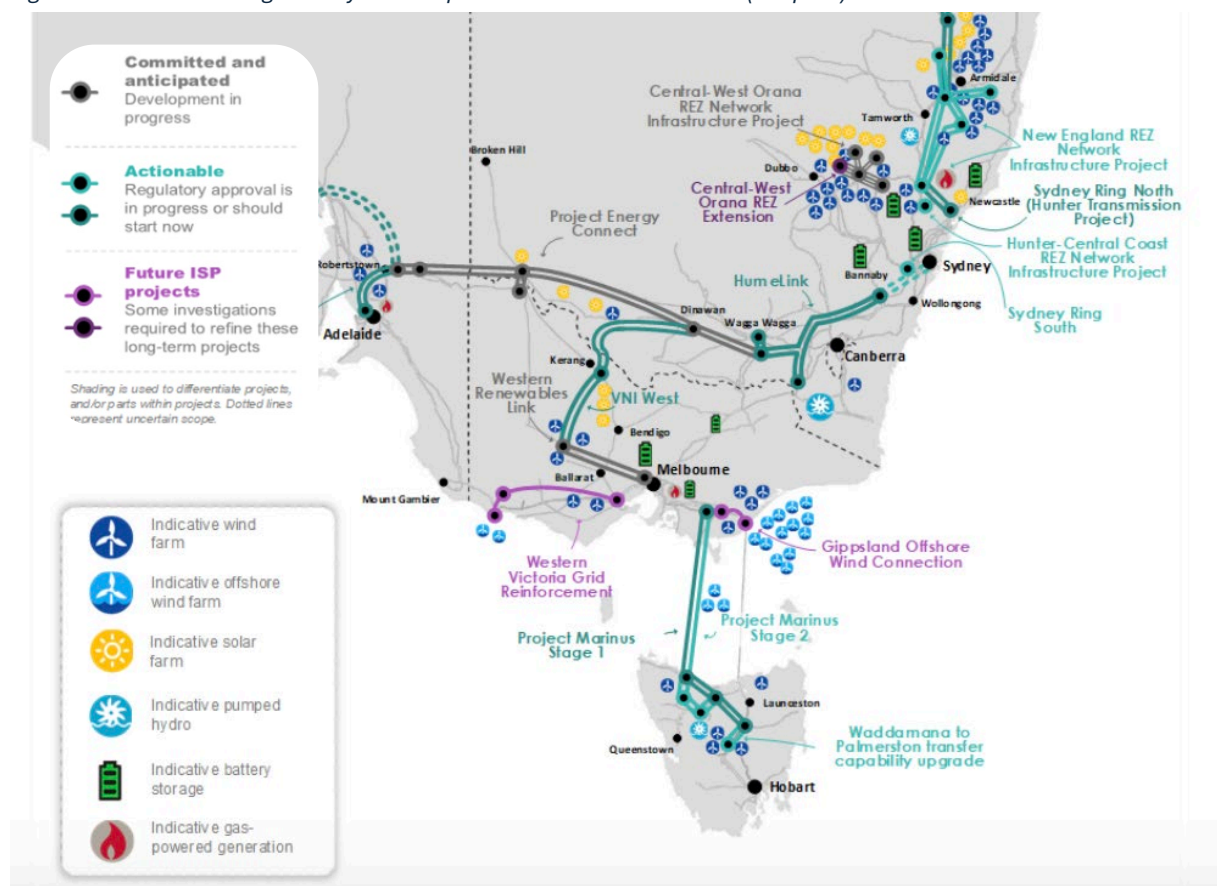 Committed and
anticipated
Development in
progress
Actionable
Regulatory approval is
in progress or should
start now
Future ISP
projects
Some investigations
required to refine these
long-term projects
Shading is used to differentiate projects,
and/or parts within projects. Dotted lines
represent uncertain scope.
Indicative wind
farm
Indicative offshore
wind farm
Indicative solar
farm
Indicative pumped
hydro
Indicative battery
storage
Indicative gas-
powered generation
Broken Hill
Central-West Orana
REZ Network
Infrastructure Project
Tamworth
Armidale
New England REZ
Network
Infrastructure Project
Dubbo
Central-West
Orana REZ
Extension
Newcastle
Sydney Ring North
(Hunter Transmission
Project)
Hunter-Central Coast
REZ Network
Infrastructure Project
Project Energy
Connect
Robertstown
Adelaide
HumeLink
Bannaby
Sydney
Wollongong
Sydney Ring
South
Dinawan
Wagga Wagga
Canberra
Kerang
Western
Renewables
Link
VNI West
Bendigo
Ballarat
Melbourne
Mount Gambier
Western
Victoria Grid
Reinforcement
Gippsland Offshore
Wind Connection
Project Marinus
Stage 1
Project Marinus
Stage 2
Launceston
Queenstown
Waddamana to
Palmerston transfer
capability upgrade
Hobart